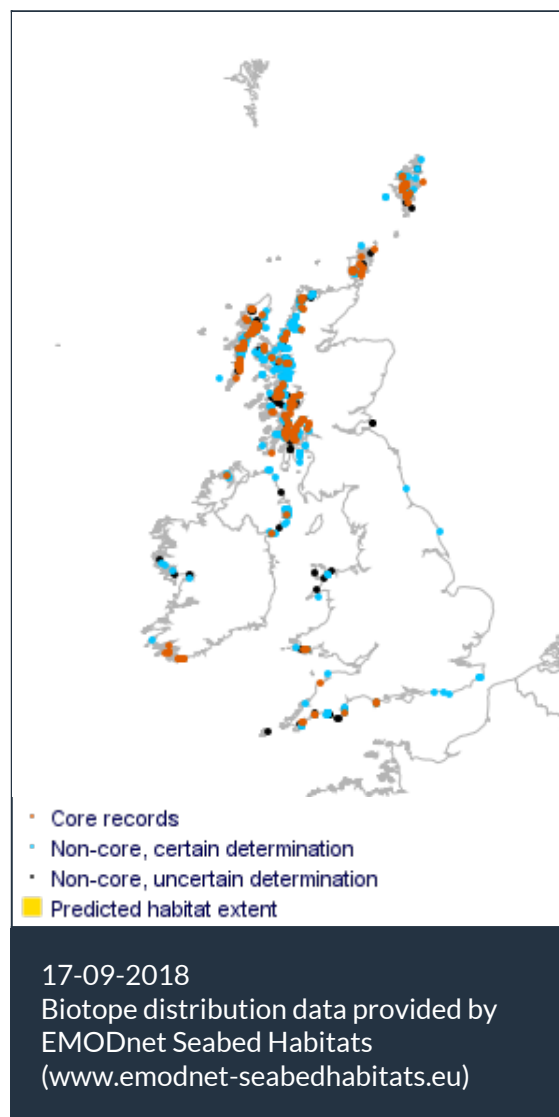 Core records
Non-core, certain determination
Non-core, uncertain determination
Predicted habitat extent
17-09-2018
Biotope distribution data provided by
EMODnet Seabed Habitats
(www.emodnet-seabedhabitats.eu)